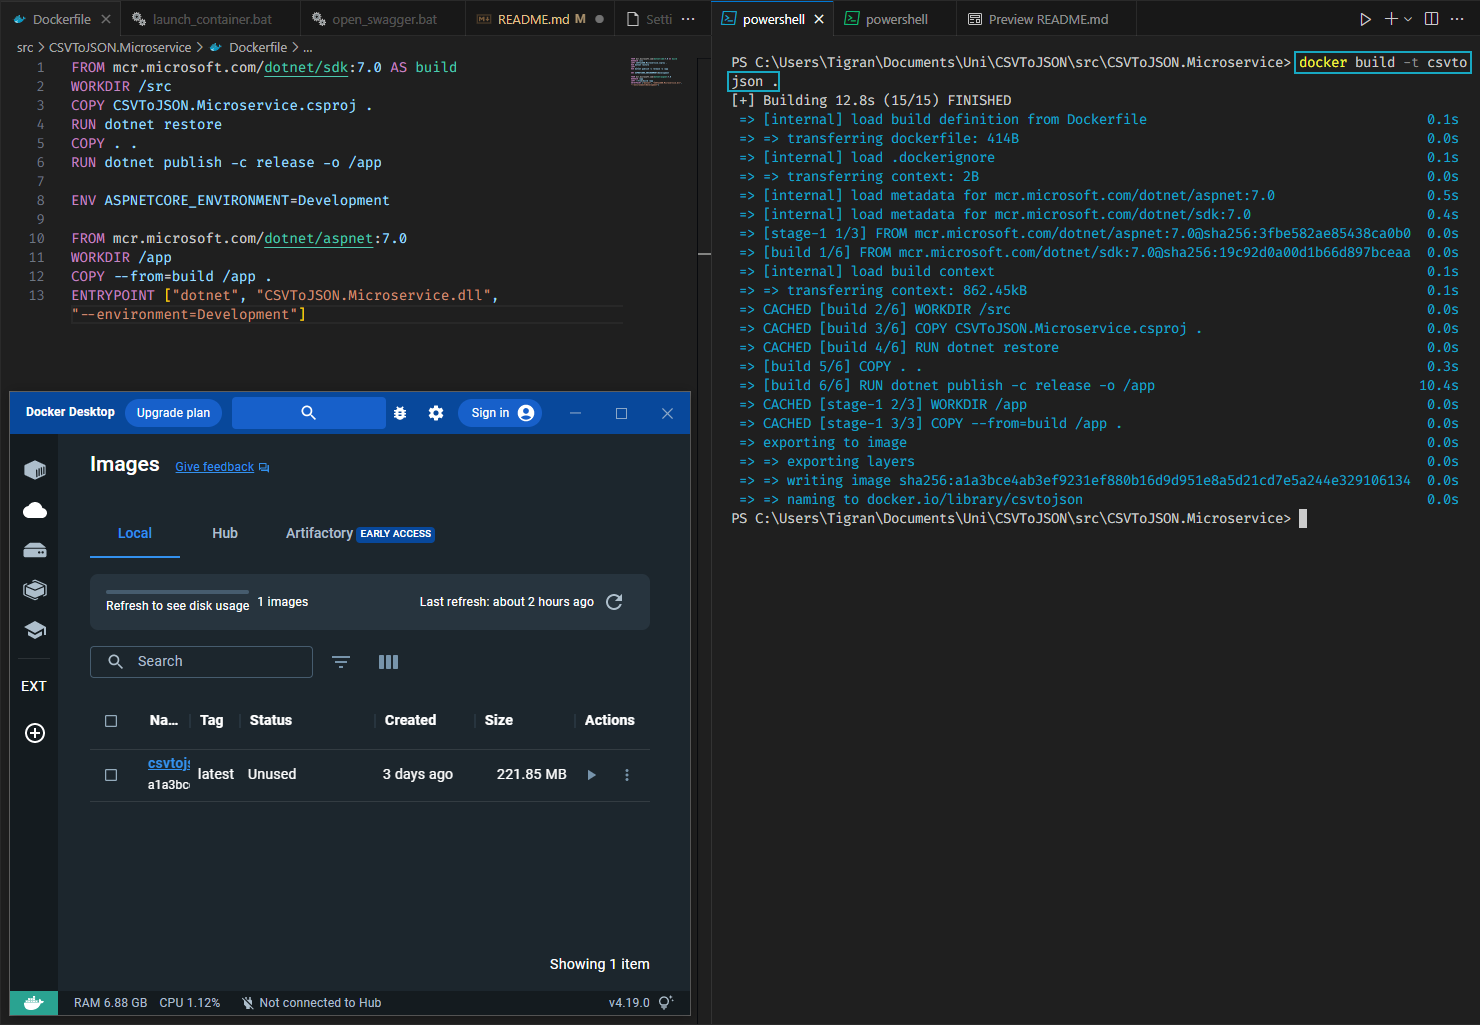 Dockerfile
launch_container.bat
open_swagger.bat
README.md M
Setti
src > CSVToJSON.Microservice > Dockerfile > ...
1 FROM mcr.microsoft.com/dotnet/sdk:7.0 AS build
2 WORKDIR /src
3 COPY CSVToJSON.Microservice.csproj .
4 RUN dotnet restore
5 COPY . .
6 RUN dotnet publish -c release -o /app
7
8 ENV ASPNETCORE_ENVIRONMENT=Development
9
10 FROM mcr.microsoft.com/dotnet/aspnet:7.0
11 WORKDIR /app
12 COPY --from=build /app .
13 ENTRYPOINT ["dotnet", "CSVToJSON.Microservice.dll",
"--environment=Development"]
Docker Desktop
Upgrade plan
Sign in
Images
Give feedback
Local
Hub
Artifactory EARLY ACCESS
Refresh to see disk usage
1 images
Last refresh: about 2 hours ago
Search
EXT
Na... Tag Status Created Size Actions
csvtojs latest Unused 3 days ago 221.85 MB
a1a3bc
Showing 1 item
RAM 6.88 GB CPU 1.12% Not connected to Hub v4.19.0
powershell
powershell
Preview README.md
PS C:\Users\Tigran\Documents\Uni\CSVToJSON\src\CSVToJSON.Microservice> docker build -t csvto
json .
[+] Building 12.8s (15/15) FINISHED
=> [internal] load build definition from Dockerfile 0.1s
=> => transferring dockerfile: 414B 0.0s
=> [internal] load .dockerignore 0.1s
=> => transferring context: 2B 0.0s
=> [internal] load metadata for mcr.microsoft.com/dotnet/aspnet:7.0 0.5s
=> [internal] load metadata for mcr.microsoft.com/dotnet/sdk:7.0 0.4s
=> [stage-1 1/3] FROM mcr.microsoft.com/dotnet/aspnet:7.0@sha256:3fbe582ae85438ca0b0 0.0s
=> [build 1/6] FROM mcr.microsoft.com/dotnet/sdk:7.0@sha256:19c92d0a00d1b66d897bceaa 0.0s
=> [internal] load build context 0.1s
=> => transferring context: 862.45kB 0.1s
=> CACHED [build 2/6] WORKDIR /src 0.0s
=> CACHED [build 3/6] COPY CSVToJSON.Microservice.csproj . 0.0s
=> CACHED [build 4/6] RUN dotnet restore 0.0s
=> [build 5/6] COPY . . 0.3s
=> [build 6/6] RUN dotnet publish -c release -o /app 10.4s
=> CACHED [stage-1 2/3] WORKDIR /app 0.0s
=> CACHED [stage-1 3/3] COPY --from=build /app . 0.0s
=> exporting to image 0.0s
=> => exporting layers 0.0s
=> => writing image sha256:a1a3bce4ab3ef9231ef880b16d9d951e8a5d21cd7e5a244e329106134 0.0s
=> => naming to docker.io/library/csvtojson 0.0s
PS C:\Users\Tigran\Documents\Uni\CSVToJSON\src\CSVToJSON.Microservice>